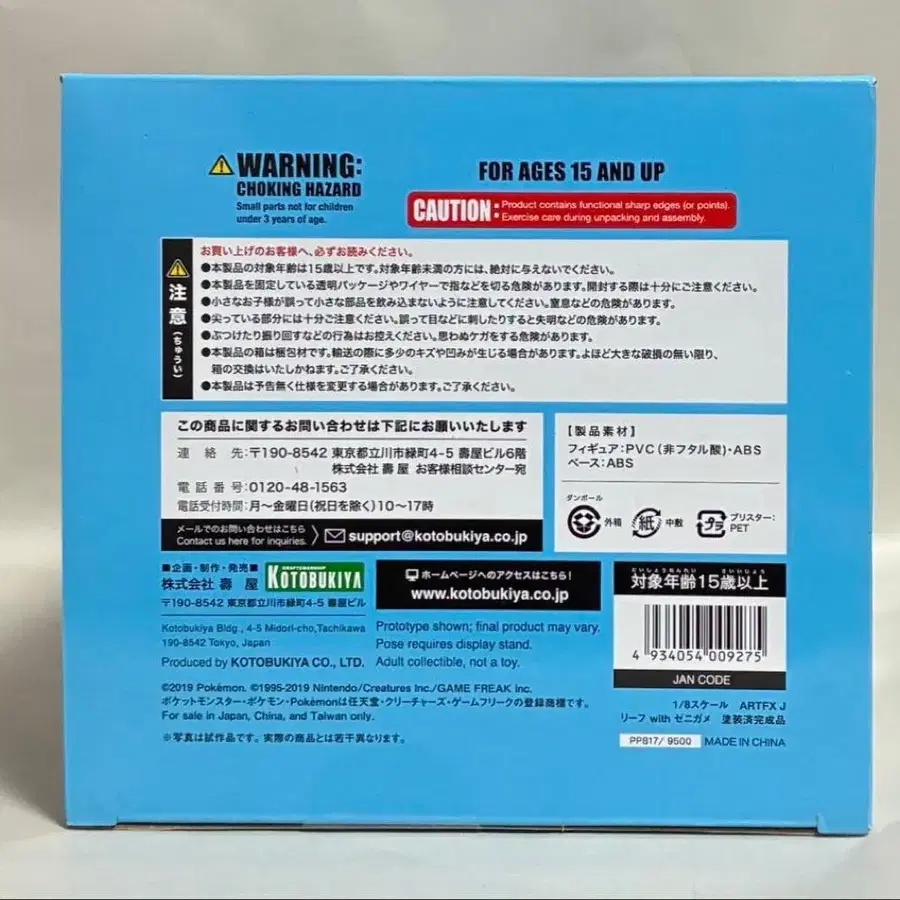 WARNING:
CHOKING HAZARD
Small parts not for children
under 3 years of age.
FOR AGES 15 AND UP
CAUTION: Product contains functional sharp edges (or points).
Exercise care during unpacking and assembly.
注意(ちゅうい)
お買い上げのお客様へ、必ずお読みください。
●本製品の対象年齢は15歳以上です。対象年齢未満の方には、絶対に与えないでください。
●本製品を固定している透明パッケージやワイヤーで指などを切る危険があります。開封する際は十分にご注意ください。
●小さなお子様が誤って小さな部品を飲み込まないように注意してください。窒息などの危険があります。
●尖っている部分には十分ご注意ください。誤って目などに刺したりすると失明などの危険があります。
●ぶつけたり振り回すなどの行為はお控えください。思わぬケガをする危険があります。
●本製品の箱は梱包材です。輸送の際に多少のキズや凹みが生じる場合があります。よほど大きな破損の無い限り、
箱の交換はいたしかねます。ご了承ください。
●本製品は予告無く仕様を変更する場合があります。ご了承ください。
この商品に関するお問い合わせは下記にお願いいたします
連絡先:〒190-8542 東京都立川市緑町4-5 壽屋ビル6階
株式会社 壽屋 お客様相談センター宛
電話番号:0120-48-1563
電話受付時間:月〜金曜日(祝日を除く)10〜17時
メールでのお問い合わせはこちら
Contact us here for inquiries.
support@kotobukiya.co.jp
【製品素材】
フィギュア:PVC(非フタル酸)・ABS
ベース:ABS
ダンボール
外箱
紙
中敷
プラ
ブリスター:
PET
■企画・制作・発売■
株式会社 壽屋
CRAFTSMANSHIP
KOTOBUKIYA
〒190-8542 東京都立川市緑町4-5 壽屋ビル
Kotobukiya Bldg., 4-5 Midori-cho,Tachikawa
190-8542 Tokyo, Japan
Produced by KOTOBUKIYA CO., LTD.
ホームページへのアクセスはこちら!
www.kotobukiya.co.jp
Prototype shown; final product may vary.
Pose requires display stand.
Adult collectible, not a toy.
たいしょうねんれい さいいじょう
対象年齢15歳以上
4 934054 009275
JAN CODE
©2019 Pokémon. ©1995-2019 Nintendo/Creatures Inc./GAME FREAK inc.
ポケットモンスター・ポケモン・Pokémonは任天堂・クリーチャーズ・ゲームフリークの登録商標です。
For sale in Japan, China, and Taiwan only.
※写真は試作品です。実際の商品とは若干異なります。
1/8スケール ARTFX J
リーフ with ゼニガメ 塗装済完成品
PP817/ 9500
MADE IN CHINA